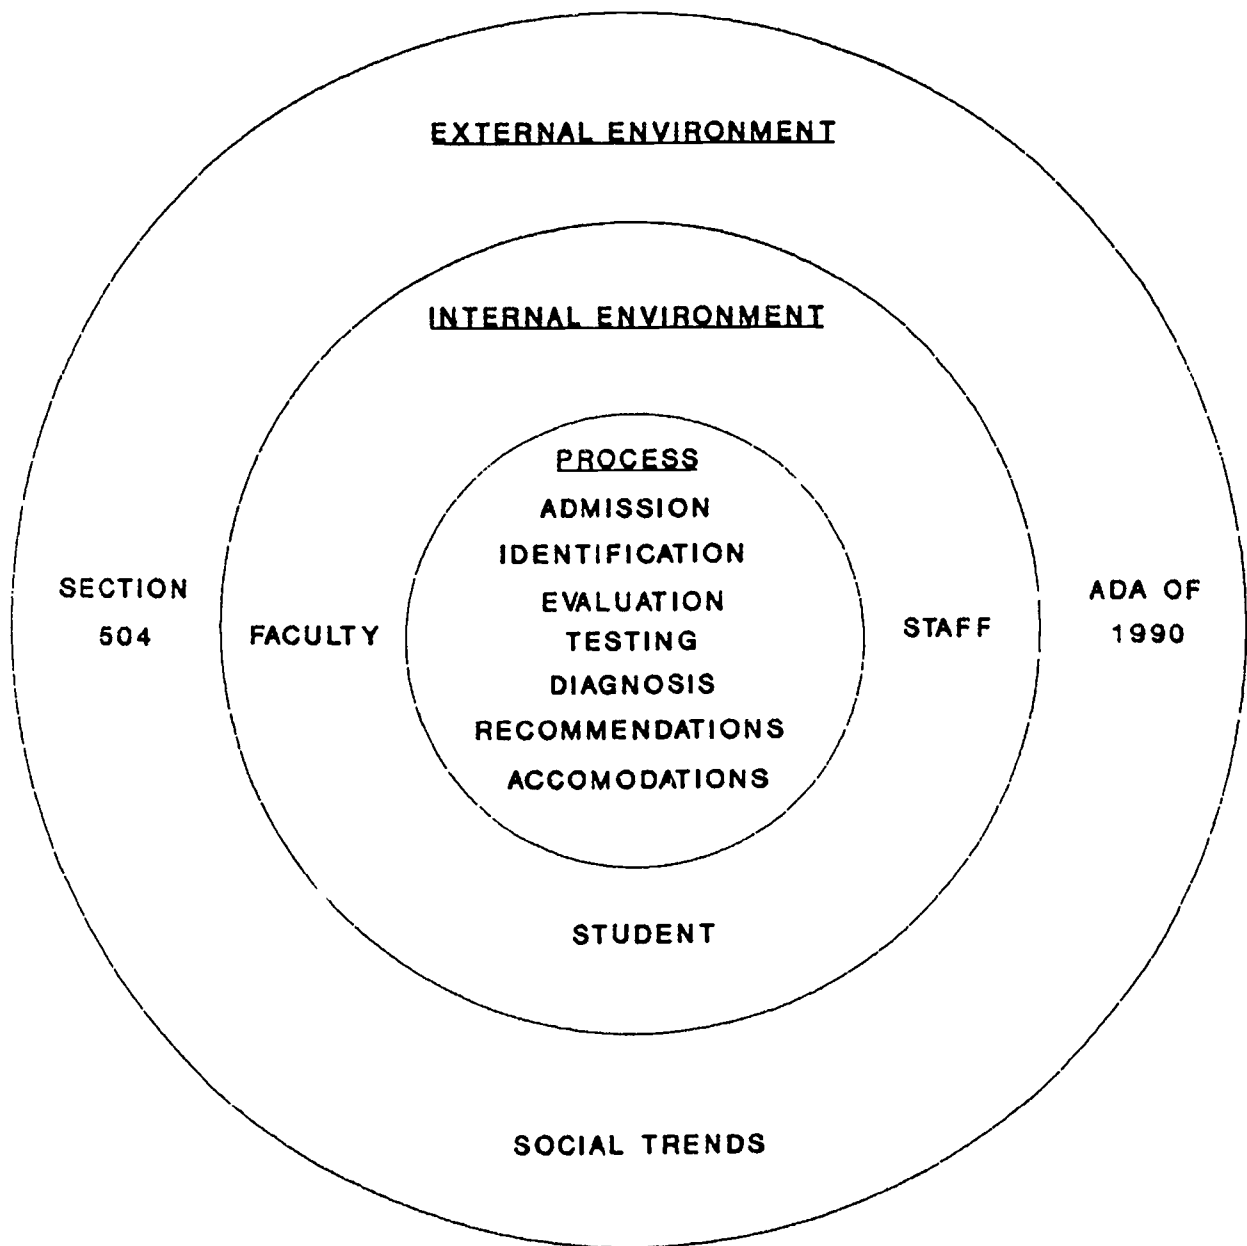 EXTERNAL ENVIRONMENT
INTERNAL ENVIRONMENT
PROCESS
ADMISSION
IDENTIFICATION
EVALUATION
TESTING
DIAGNOSIS
RECOMMENDATIONS
ACCOMODATIONS
SECTION
504
FACULTY
STAFF
ADA OF
1990
STUDENT
SOCIAL TRENDS